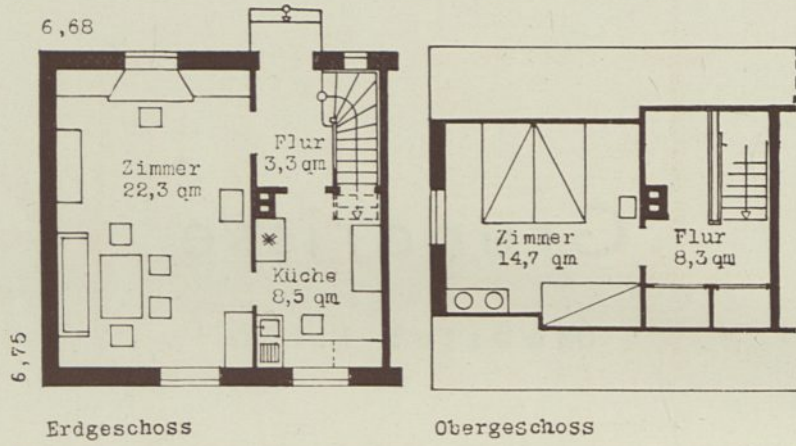 6,68
Zimmer
22,3 qm
Flur
3,3 qm
Küche
8,5 qm
6,75
Zimmer
14,7 qm
Flur
8,3 qm
Erdgeschoss
Obergeschoss